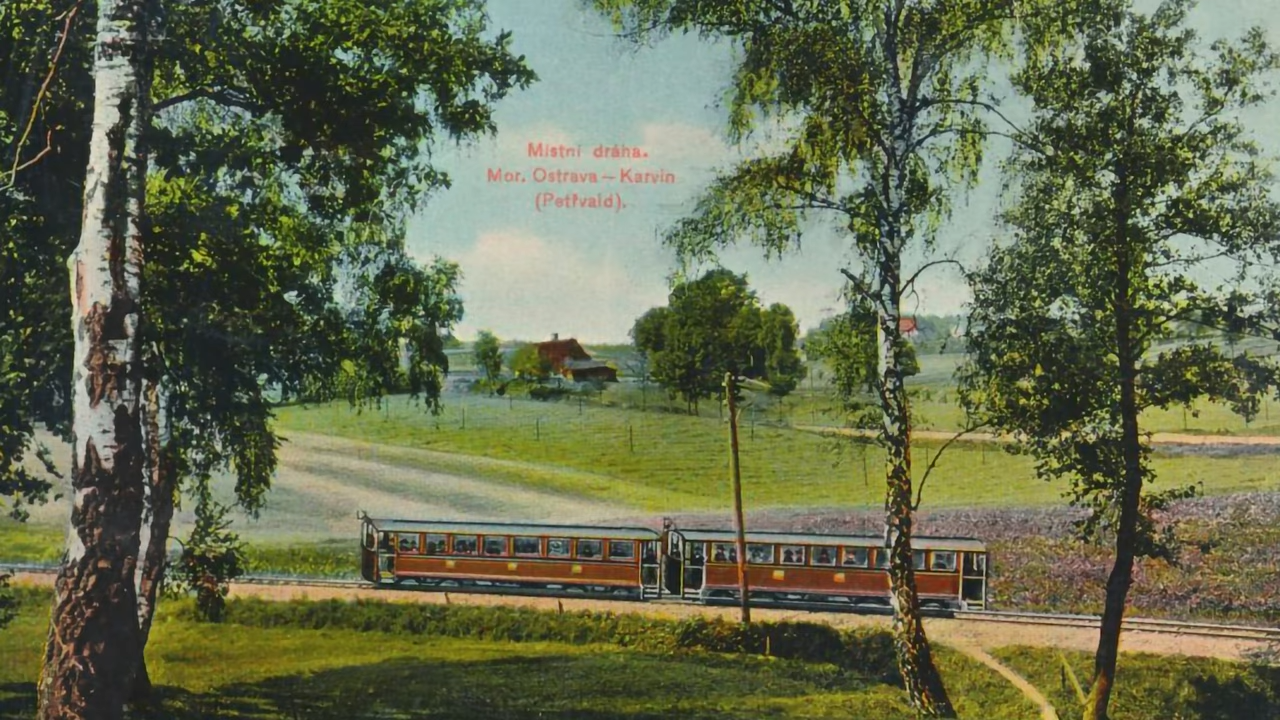 Místní dráha.
Mor. Ostrava – Karvín
(Petřvald).